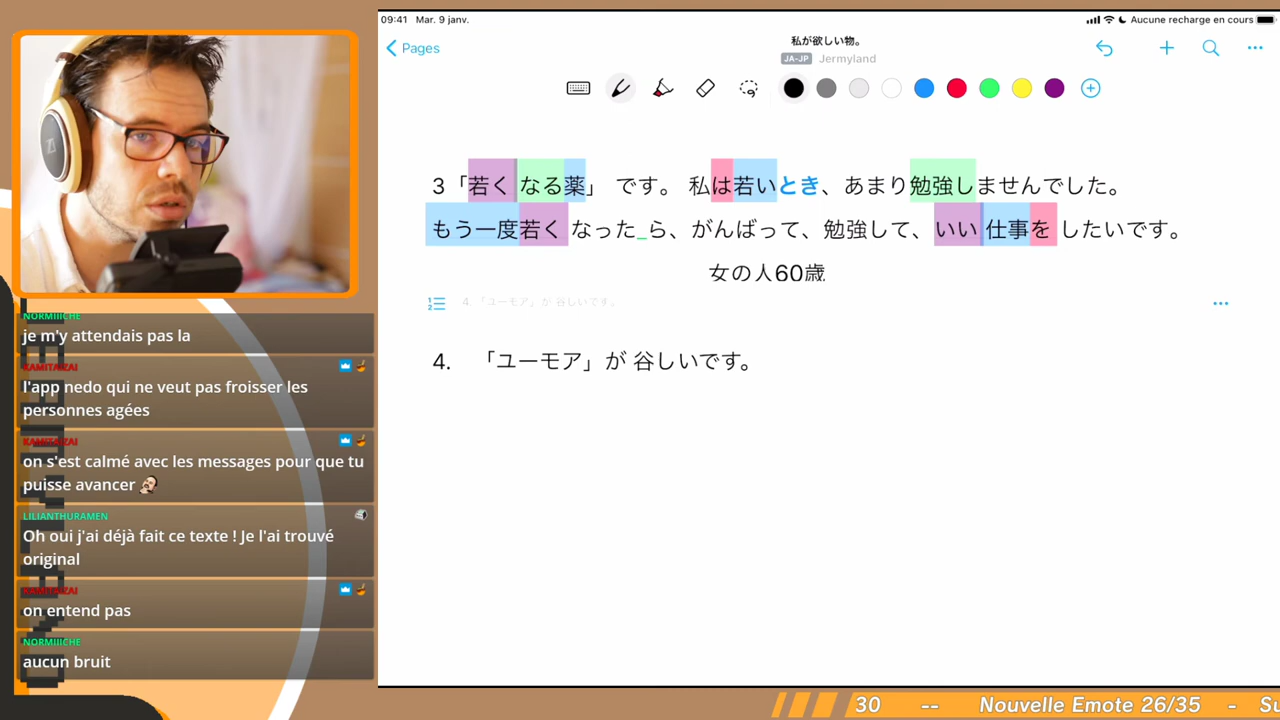 09:41 Mar. 9 janv.
Aucune recharge en cours
Pages
私が欲しい物。
JA-JP Jermyland
3「若く なる薬」 です。 私は若いとき、あまり勉強しませんでした。
もう一度若く なった_ら、がんばって、勉強して、いい 仕事を したいです。
女の人60歳
4. 「ユーモア」が 谷しいです。
4. 「ユーモア」が 谷しいです。
NORMIIICHE
je m'y attendais pas la
KAMITAIZAI
l'app nedo qui ne veut pas froisser les
personnes agées
KAMITAIZAI
on s'est calmé avec les messages pour que tu
puisse avancer
LILIANTHURAMEN
Oh oui j'ai déjà fait ce texte ! Je l'ai trouvé
original
KAMITAIZAI
on entend pas
NORMIIICHE
aucun bruit
30 -- Nouvelle Emote 26/35 - Su